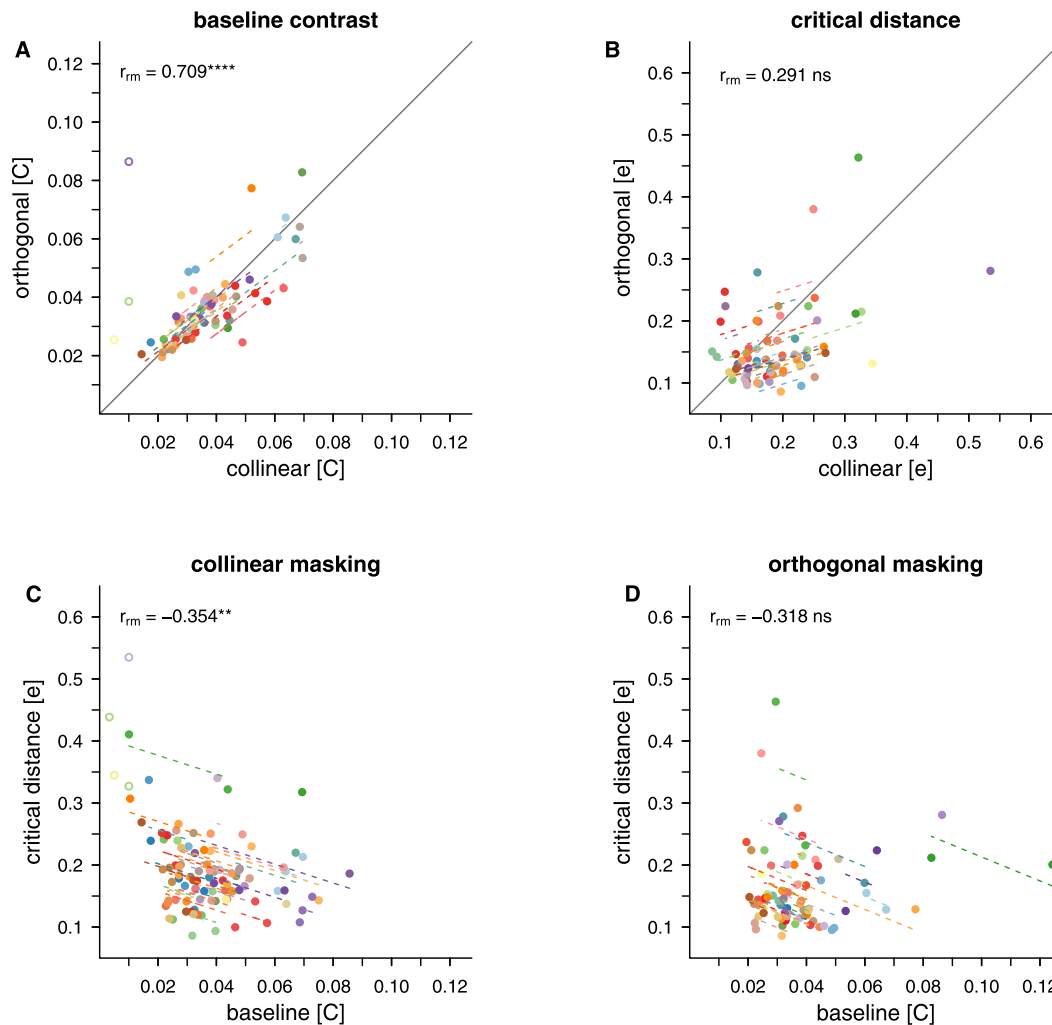 baseline contrast
A
r_rm = 0.709****
0.12
0.10
0.08
0.06
0.04
0.02
orthogonal [C]
0.02 0.04 0.06 0.08 0.10 0.12
collinear [C]
critical distance
B
r_rm = 0.291 ns
0.6
0.5
0.4
0.3
0.2
0.1
orthogonal [e]
0.1 0.2 0.3 0.4 0.5 0.6
collinear [e]
collinear masking
C
r_rm = −0.354**
0.6
0.5
0.4
0.3
0.2
0.1
critical distance [e]
0.02 0.04 0.06 0.08 0.10 0.12
baseline [C]
orthogonal masking
D
r_rm = −0.318 ns
0.6
0.5
0.4
0.3
0.2
0.1
critical distance [e]
0.02 0.04 0.06 0.08 0.10 0.12
baseline [C]